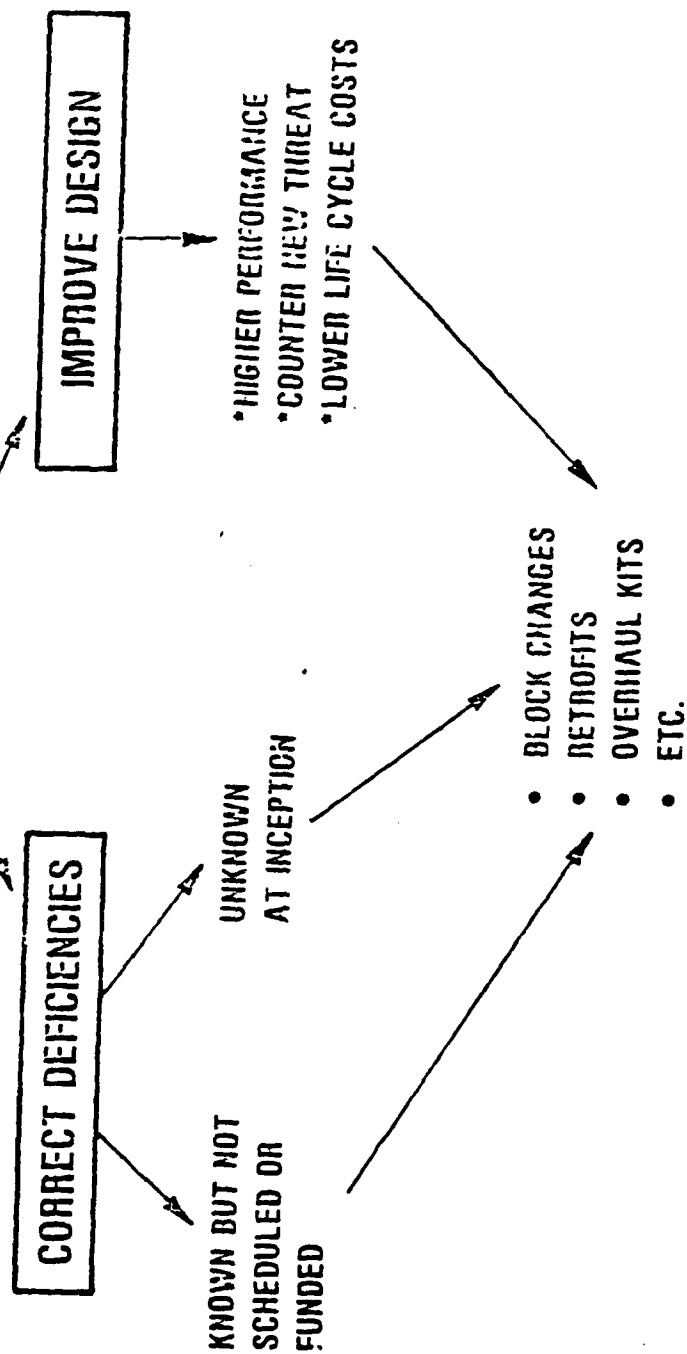 CORRECT DEFICIENCIES
IMPROVE DESIGN
KNOWN BUT NOT
SCHEDULED OR
FUNDED
UNKNOWN
AT INCEPTION
*HIGHER PERFORMANCE
*COUNTER NEW THREAT
*LOWER LIFE CYCLE COSTS
• BLOCK CHANGES
• RETROFITS
• OVERHAUL KITS
• ETC.